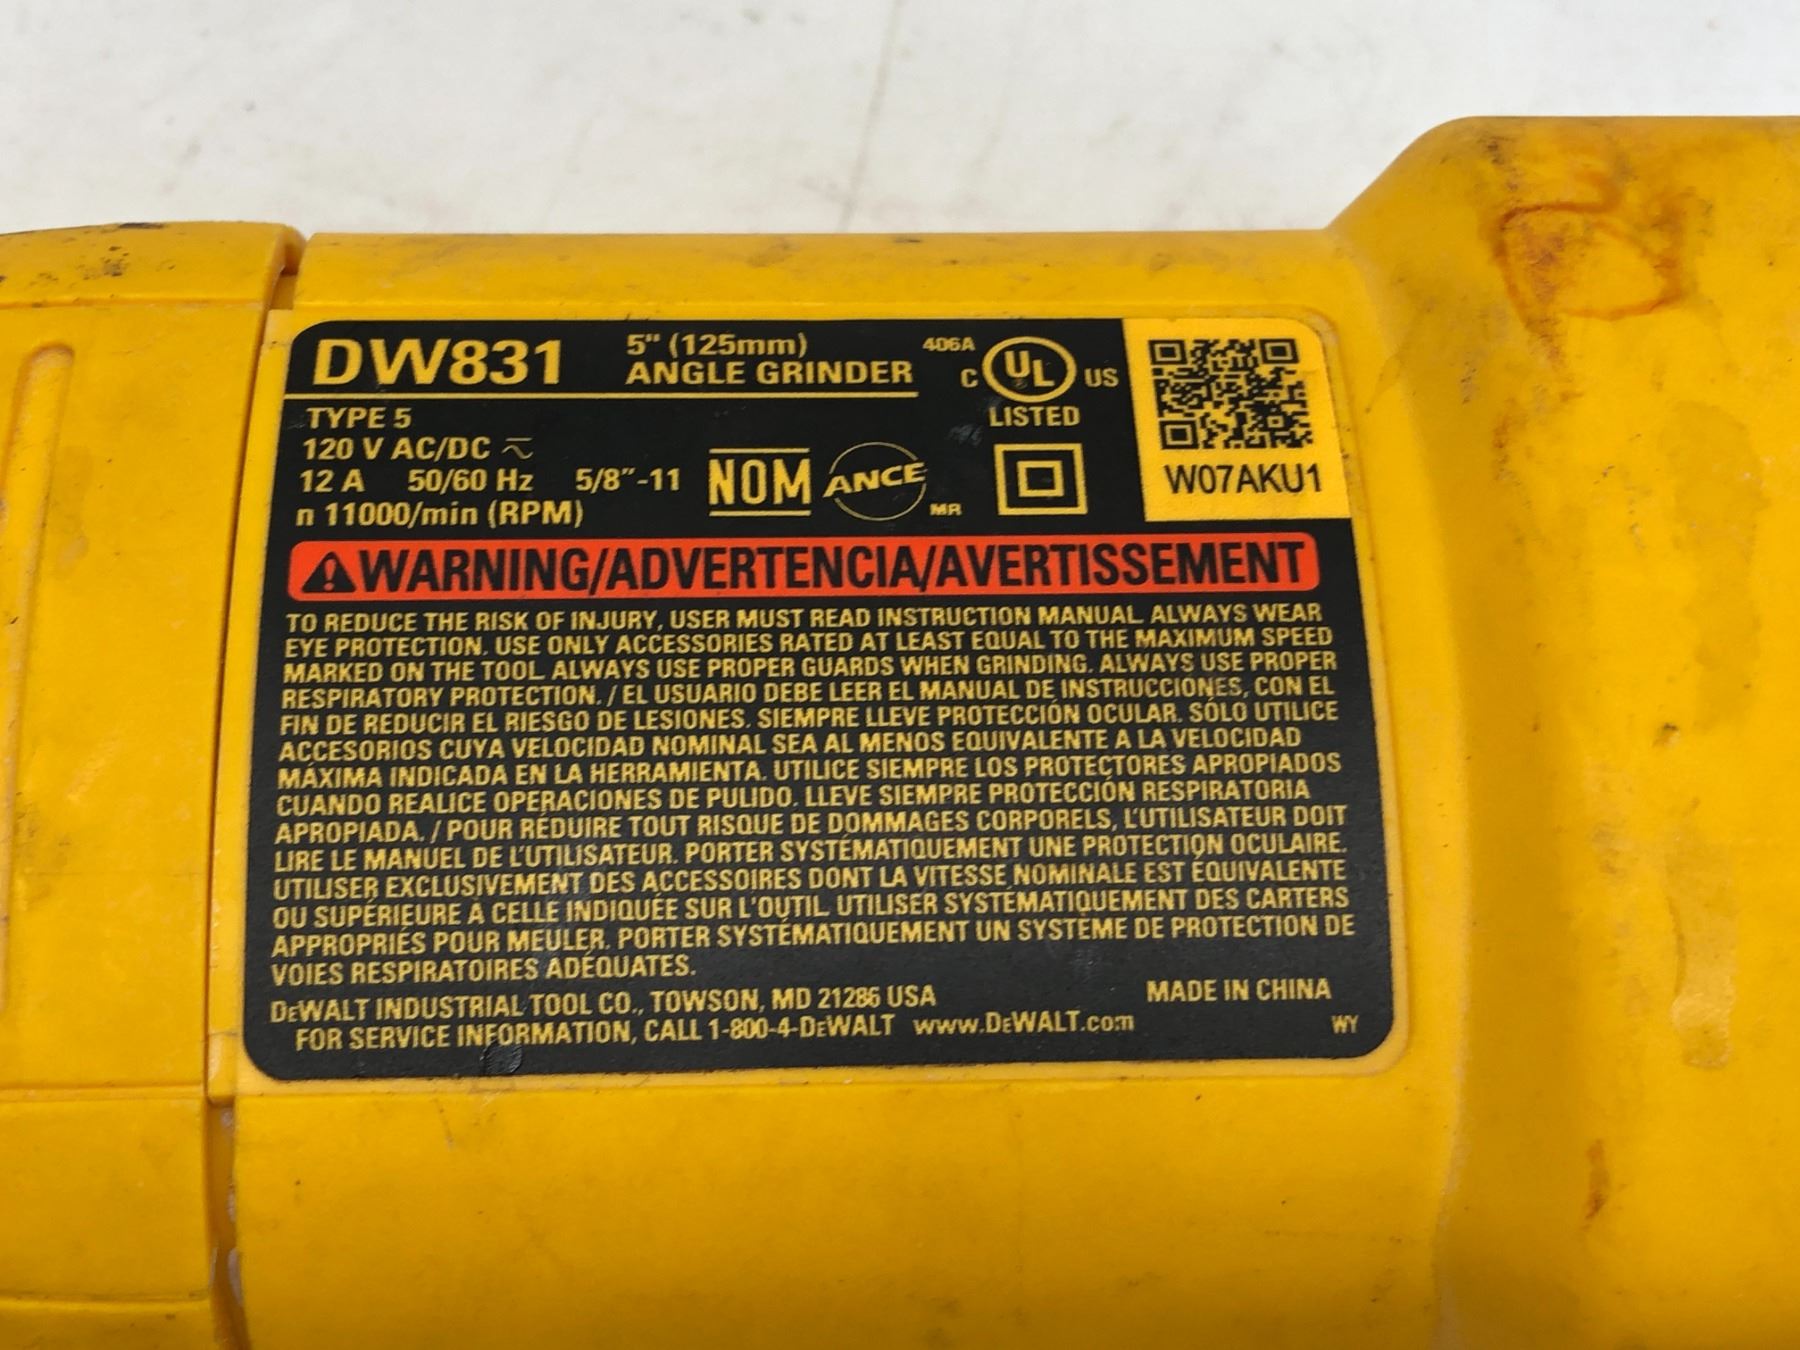 DW831
5" (125mm)
ANGLE GRINDER
406A
C UL ® US
LISTED
TYPE 5
120 V AC/DC
12 A 50/60 Hz 5/8"-11
n 11000/min (RPM)
NOM ANCE MR
W07AKU1
WARNING/ADVERTENCIA/AVERTISSEMENT
TO REDUCE THE RISK OF INJURY, USER MUST READ INSTRUCTION MANUAL. ALWAYS WEAR
EYE PROTECTION. USE ONLY ACCESSORIES RATED AT LEAST EQUAL TO THE MAXIMUM SPEED
MARKED ON THE TOOL. ALWAYS USE PROPER GUARDS WHEN GRINDING. ALWAYS USE PROPER
RESPIRATORY PROTECTION. / EL USUARIO DEBE LEER EL MANUAL DE INSTRUCCIONES, CON EL
FIN DE REDUCIR EL RIESGO DE LESIONES. SIEMPRE LLEVE PROTECCIÓN OCULAR. SÓLO UTILICE
ACCESORIOS CUYA VELOCIDAD NOMINAL SEA AL MENOS EQUIVALENTE A LA VELOCIDAD
MÁXIMA INDICADA EN LA HERRAMIENTA. UTILICE SIEMPRE LOS PROTECTORES APROPIADOS
CUANDO REALICE OPERACIONES DE PULIDO. LLEVE SIEMPRE PROTECCIÓN RESPIRATORIA
APROPIADA. / POUR RÉDUIRE TOUT RISQUE DE DOMMAGES CORPORELS, L'UTILISATEUR DOIT
LIRE LE MANUEL DE L'UTILISATEUR. PORTER SYSTÉMATIQUEMENT UNE PROTECTION OCULAIRE.
UTILISER EXCLUSIVEMENT DES ACCESSOIRES DONT LA VITESSE NOMINALE EST ÉQUIVALENTE
OU SUPÉRIEURE À CELLE INDIQUÉE SUR L'OUTIL. UTILISER SYSTÉMATIQUEMENT DES CARTERS
APPROPRIÉS POUR MEULER. PORTER SYSTÉMATIQUEMENT UN SYSTÈME DE PROTECTION DE
VOIES RESPIRATOIRES ADÉQUATES.
DeWALT INDUSTRIAL TOOL CO., TOWSON, MD 21286 USA MADE IN CHINA
FOR SERVICE INFORMATION, CALL 1-800-4-DeWALT www.DeWALT.com WY